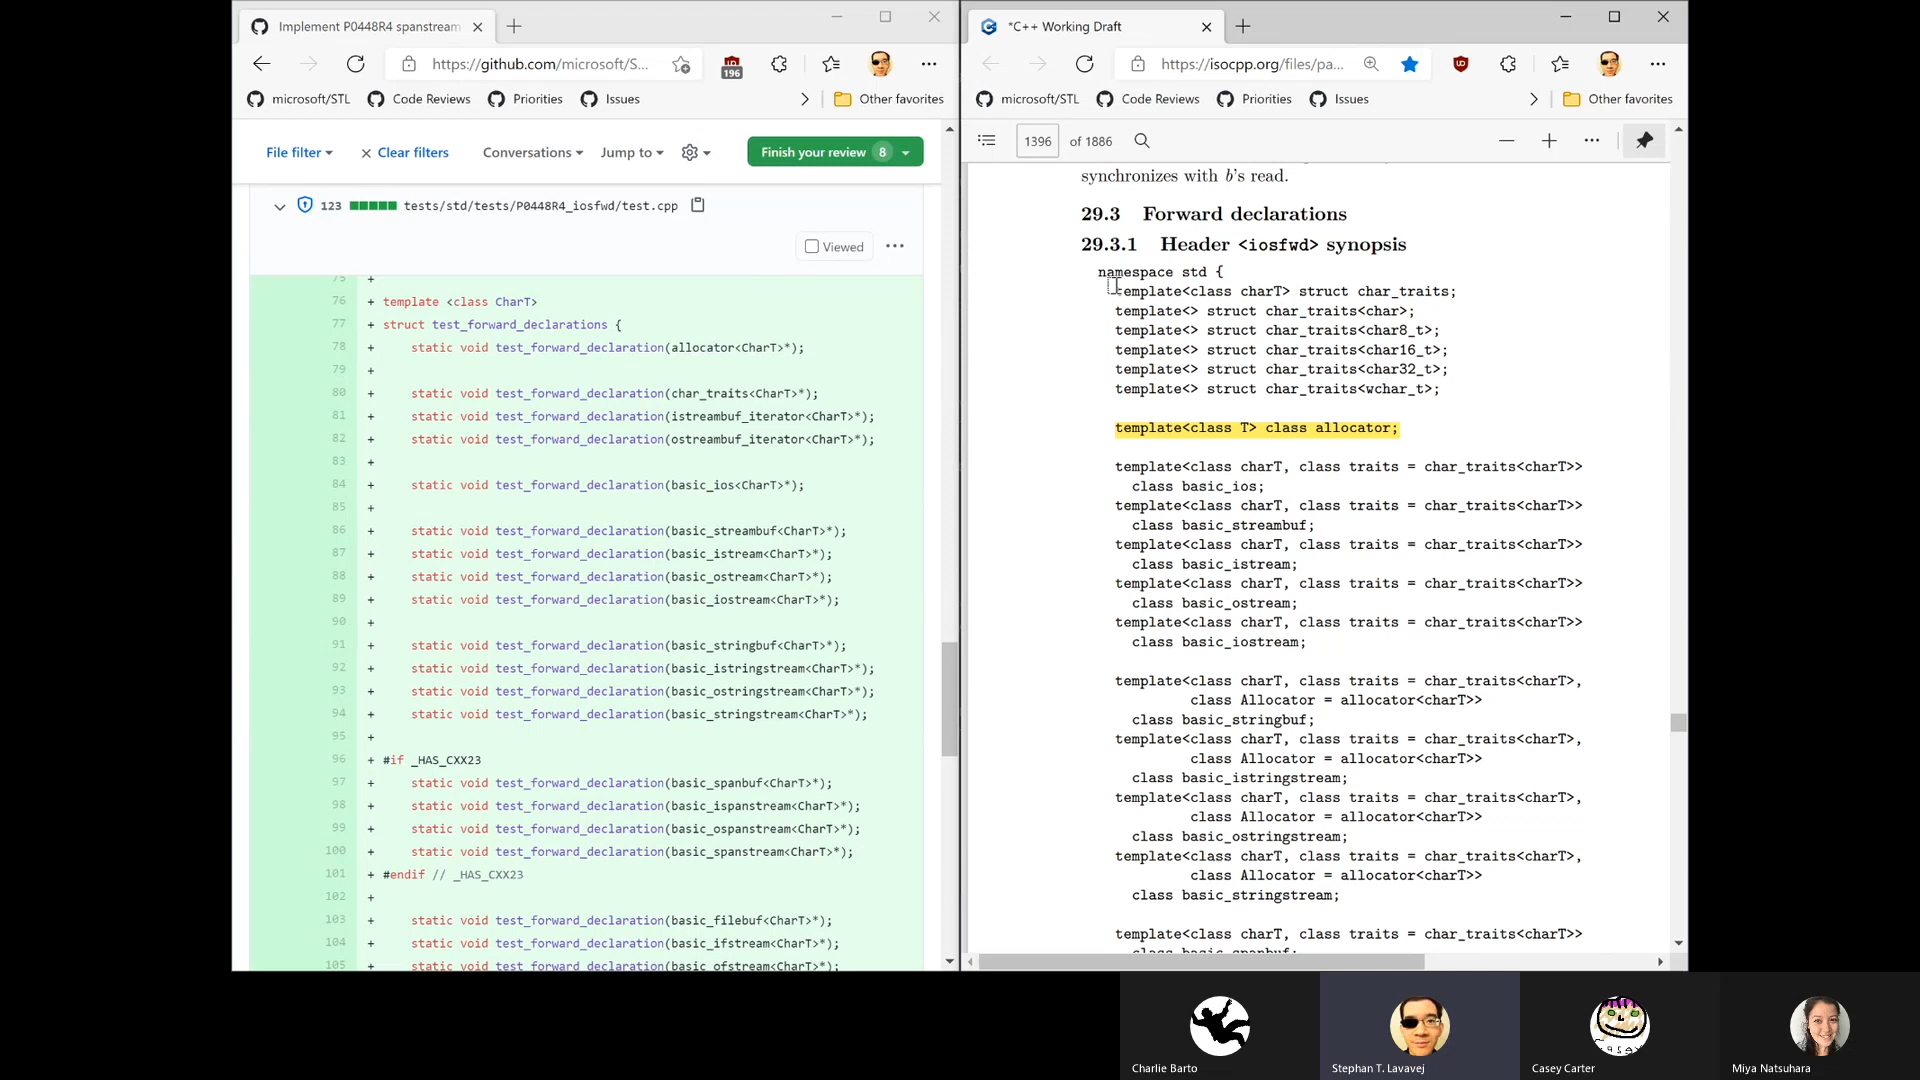 Implement P0448R4 spanstream
https://github.com/microsoft/S...
196
microsoft/STL
Code Reviews
Priorities
Issues
Other favorites
File filter
Clear filters
Conversations
Jump to
Finish your review 8
123 tests/std/tests/P0448R4_iosfwd/test.cpp
Viewed
75 +
76 + template <class CharT>
77 + struct test_forward_declarations {
78 + static void test_forward_declaration(allocator<CharT>*);
79 +
80 + static void test_forward_declaration(char_traits<CharT>*);
81 + static void test_forward_declaration(istreambuf_iterator<CharT>*);
82 + static void test_forward_declaration(ostreambuf_iterator<CharT>*);
83 +
84 + static void test_forward_declaration(basic_ios<CharT>*);
85 +
86 + static void test_forward_declaration(basic_streambuf<CharT>*);
87 + static void test_forward_declaration(basic_istream<CharT>*);
88 + static void test_forward_declaration(basic_ostream<CharT>*);
89 + static void test_forward_declaration(basic_iostream<CharT>*);
90 +
91 + static void test_forward_declaration(basic_stringbuf<CharT>*);
92 + static void test_forward_declaration(basic_istringstream<CharT>*);
93 + static void test_forward_declaration(basic_ostringstream<CharT>*);
94 + static void test_forward_declaration(basic_stringstream<CharT>*);
95 +
96 + #if _HAS_CXX23
97 + static void test_forward_declaration(basic_spanbuf<CharT>*);
98 + static void test_forward_declaration(basic_ispanstream<CharT>*);
99 + static void test_forward_declaration(basic_ospanstream<CharT>*);
100 + static void test_forward_declaration(basic_spanstream<CharT>*);
101 + #endif // _HAS_CXX23
102 +
103 + static void test_forward_declaration(basic_filebuf<CharT>*);
104 + static void test_forward_declaration(basic_ifstream<CharT>*);
105 + static void test_forward_declaration(basic_ofstream<CharT>*);
*C++ Working Draft
https://isocpp.org/files/pa...
microsoft/STL
Code Reviews
Priorities
Issues
Other favorites
1396 of 1886
synchronizes with b's read.
29.3 Forward declarations
29.3.1 Header <iosfwd> synopsis
namespace std {
template<class charT> struct char_traits;
template<> struct char_traits<char>;
template<> struct char_traits<char8_t>;
template<> struct char_traits<char16_t>;
template<> struct char_traits<char32_t>;
template<> struct char_traits<wchar_t>;
template<class T> class allocator;
template<class charT, class traits = char_traits<charT>>
class basic_ios;
template<class charT, class traits = char_traits<charT>>
class basic_streambuf;
template<class charT, class traits = char_traits<charT>>
class basic_istream;
template<class charT, class traits = char_traits<charT>>
class basic_ostream;
template<class charT, class traits = char_traits<charT>>
class basic_iostream;
template<class charT, class traits = char_traits<charT>,
class Allocator = allocator<charT>>
class basic_stringbuf;
template<class charT, class traits = char_traits<charT>,
class Allocator = allocator<charT>>
class basic_istringstream;
template<class charT, class traits = char_traits<charT>,
class Allocator = allocator<charT>>
class basic_ostringstream;
template<class charT, class traits = char_traits<charT>,
class Allocator = allocator<charT>>
class basic_stringstream;
template<class charT, class traits = char_traits<charT>>
class basic_spanbuf;
Charlie Barto
Stephan T. Lavavej
Casey Carter
Miya Natsuhara